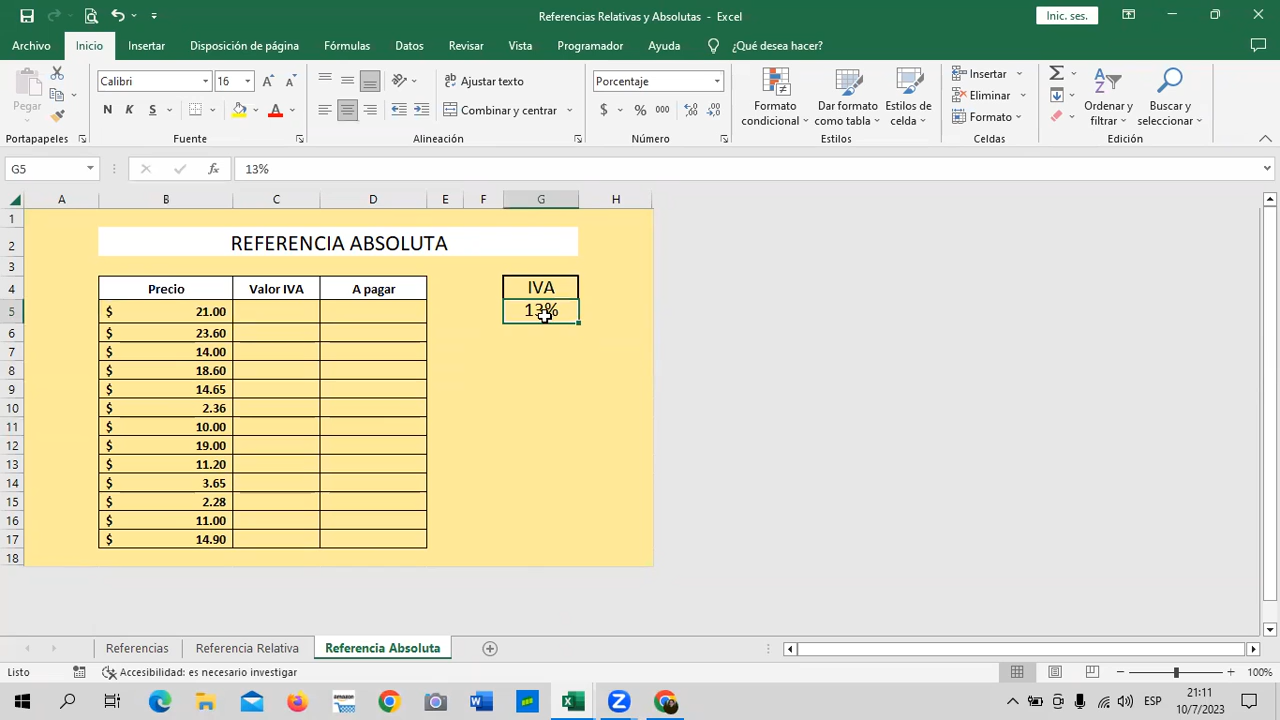 Referencias Relativas y Absolutas - Excel
Inic. ses.
Archivo Inicio Insertar Disposición de página Fórmulas Datos Revisar Vista Programador Ayuda ¿Qué desea hacer?
Pegar
Calibri 16
Ajustar texto
Porcentaje
N K S
Combinar y centrar
$ % 000
Formato condicional
Dar formato como tabla
Estilos de celda
Insertar
Eliminar
Formato
Ordenar y filtrar
Buscar y seleccionar
Portapapeles Fuente Alineación Número Estilos Celdas Edición
G5 fx 13%
A B C D E F G H
1
2 REFERENCIA ABSOLUTA
3
4 Precio Valor IVA A pagar IVA
5 $ 21.00 13%
6 $ 23.60
7 $ 14.00
8 $ 18.60
9 $ 14.65
10 $ 2.36
11 $ 10.00
12 $ 19.00
13 $ 11.20
14 $ 3.65
15 $ 2.28
16 $ 11.00
17 $ 14.90
18
Referencias Referencia Relativa Referencia Absoluta
Listo Accesibilidad: es necesario investigar 100%
amazon
ESP
21:11
10/7/2023